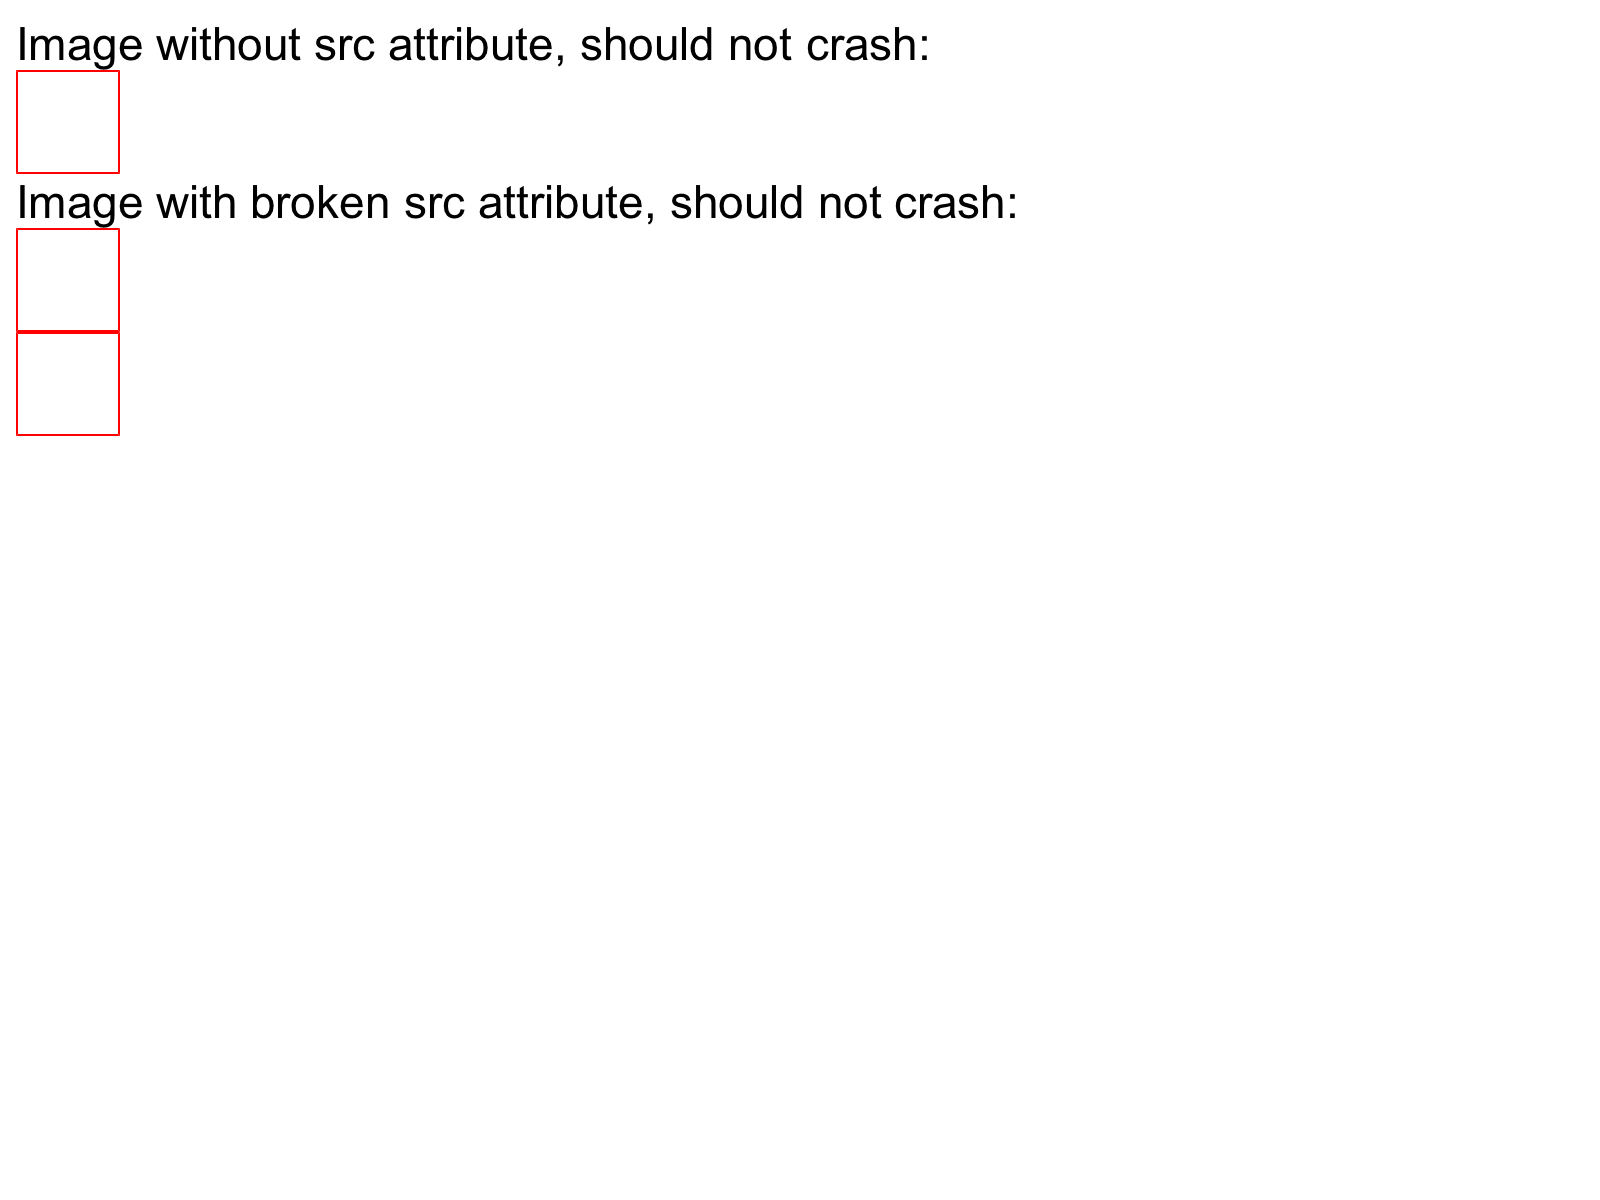 Image without src attribute, should not crash:
Image with broken src attribute, should not crash: